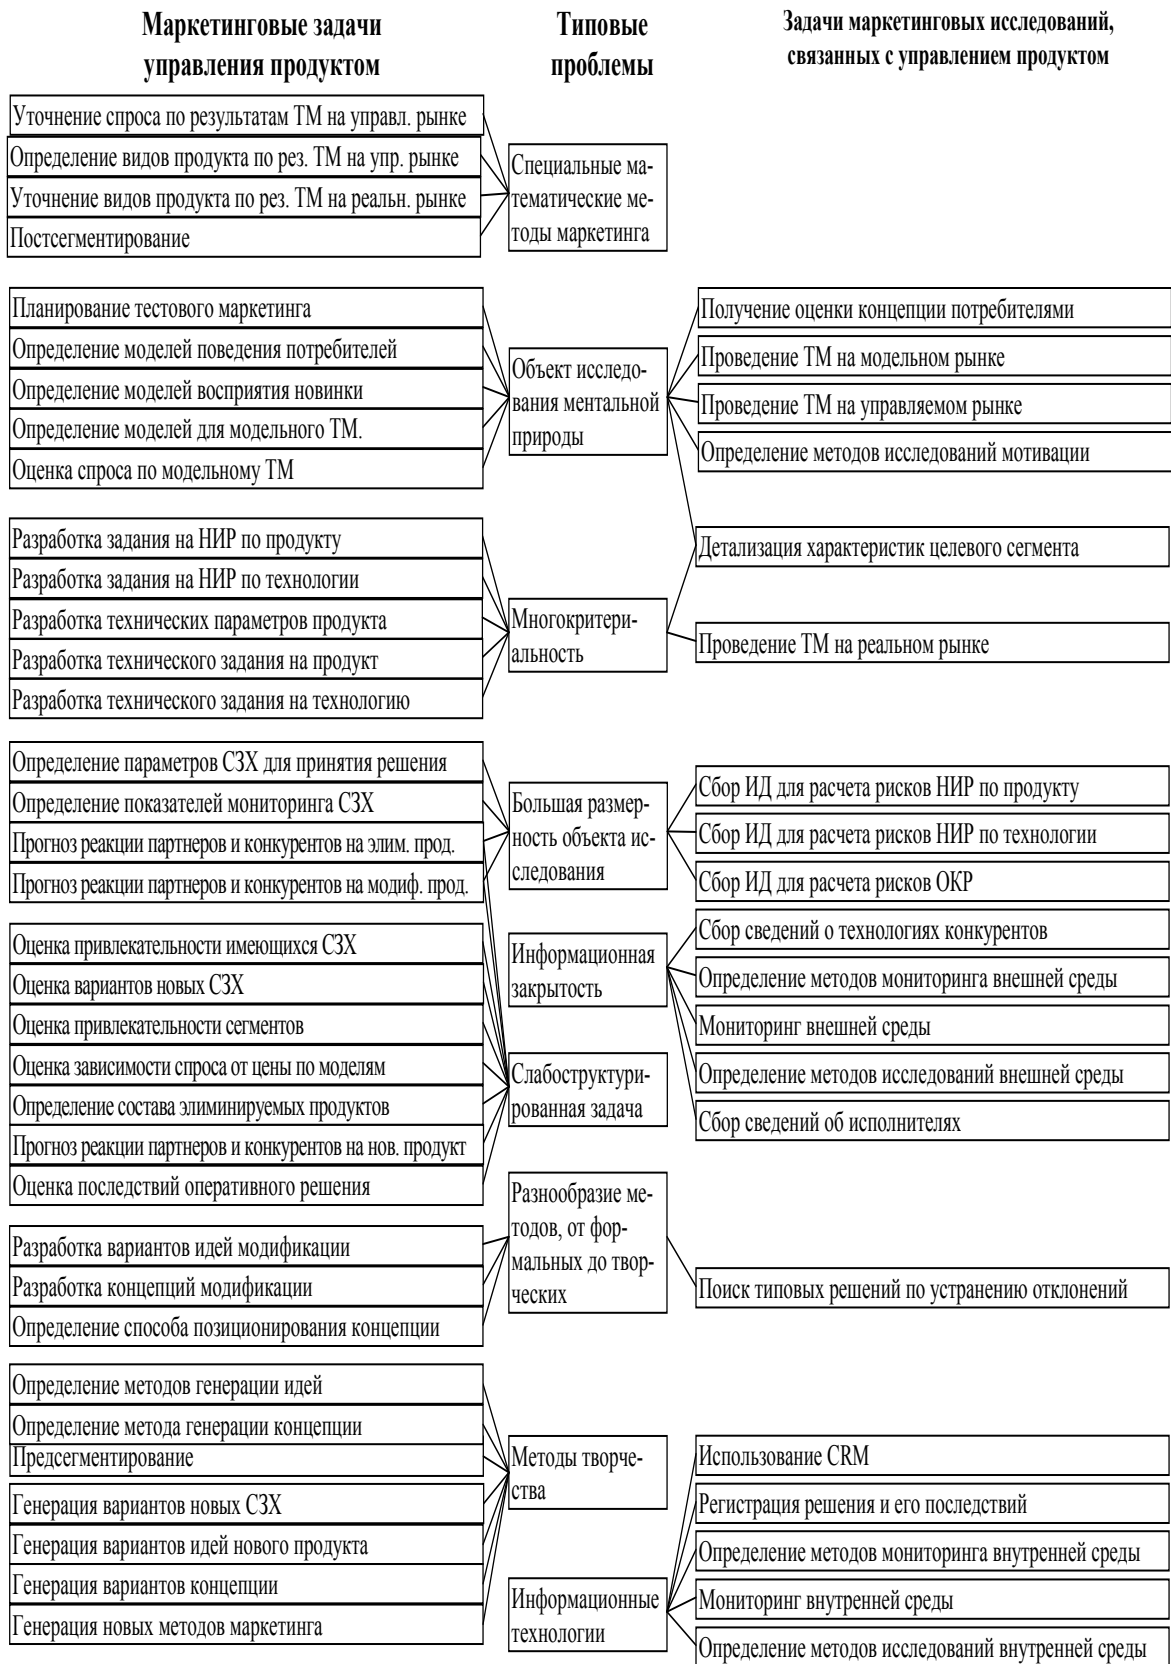 Маркетинговые задачи
управления продуктом
Типовые
проблемы
Задачи маркетинговых исследований,
связанных с управлением продуктом
Уточнение спроса по результатам ТМ на управл. рынке
Определение видов продукта по рез. ТМ на упр. рынке
Уточнение видов продукта по рез. ТМ на реальн. рынке
Постсегментирование
Специальные ма-
тематические ме-
тоды маркетинга
Планирование тестового маркетинга
Определение моделей поведения потребителей
Определение моделей восприятия новинки
Определение моделей для модельного ТМ.
Оценка спроса по модельному ТМ
Объект исследо-
вания ментальной
природы
Получение оценки концепции потребителями
Проведение ТМ на модельном рынке
Проведение ТМ на управляемом рынке
Определение методов исследований мотивации
Детализация характеристик целевого сегмента
Разработка задания на НИР по продукту
Разработка задания на НИР по технологии
Разработка технических параметров продукта
Разработка технического задания на продукт
Разработка технического задания на технологию
Многокритери-
альность
Проведение ТМ на реальном рынке
Определение параметров СЗХ для принятия решения
Определение показателей мониторинга СЗХ
Прогноз реакции партнеров и конкурентов на элим. прод.
Прогноз реакции партнеров и конкурентов на модиф. прод.
Большая размер-
ность объекта ис-
следования
Сбор ИД для расчета рисков НИР по продукту
Сбор ИД для расчета рисков НИР по технологии
Сбор ИД для расчета рисков ОКР
Оценка привлекательности имеющихся СЗХ
Оценка вариантов новых СЗХ
Оценка привлекательности сегментов
Оценка зависимости спроса от цены по моделям
Определение состава элиминируемых продуктов
Прогноз реакции партнеров и конкурентов на нов. продукт
Оценка последствий оперативного решения
Информационная
закрытость
Слабоструктури-
рованная задача
Сбор сведений о технологиях конкурентов
Определение методов мониторинга внешней среды
Мониторинг внешней среды
Определение методов исследований внешней среды
Сбор сведений об исполнителях
Разработка вариантов идей модификации
Разработка концепций модификации
Определение способа позиционирования концепции
Разнообразие ме-
тодов, от фор-
мальных до твор-
ческих
Поиск типовых решений по устранению отклонений
Определение методов генерации идей
Определение метода генерации концепции
Предсегментирование
Генерация вариантов новых СЗХ
Генерация вариантов идей нового продукта
Генерация вариантов концепции
Генерация новых методов маркетинга
Методы творче-
ства
Информационные
технологии
Использование CRM
Регистрация решения и его последствий
Определение методов мониторинга внутренней среды
Мониторинг внутренней среды
Определение методов исследований внутренней среды